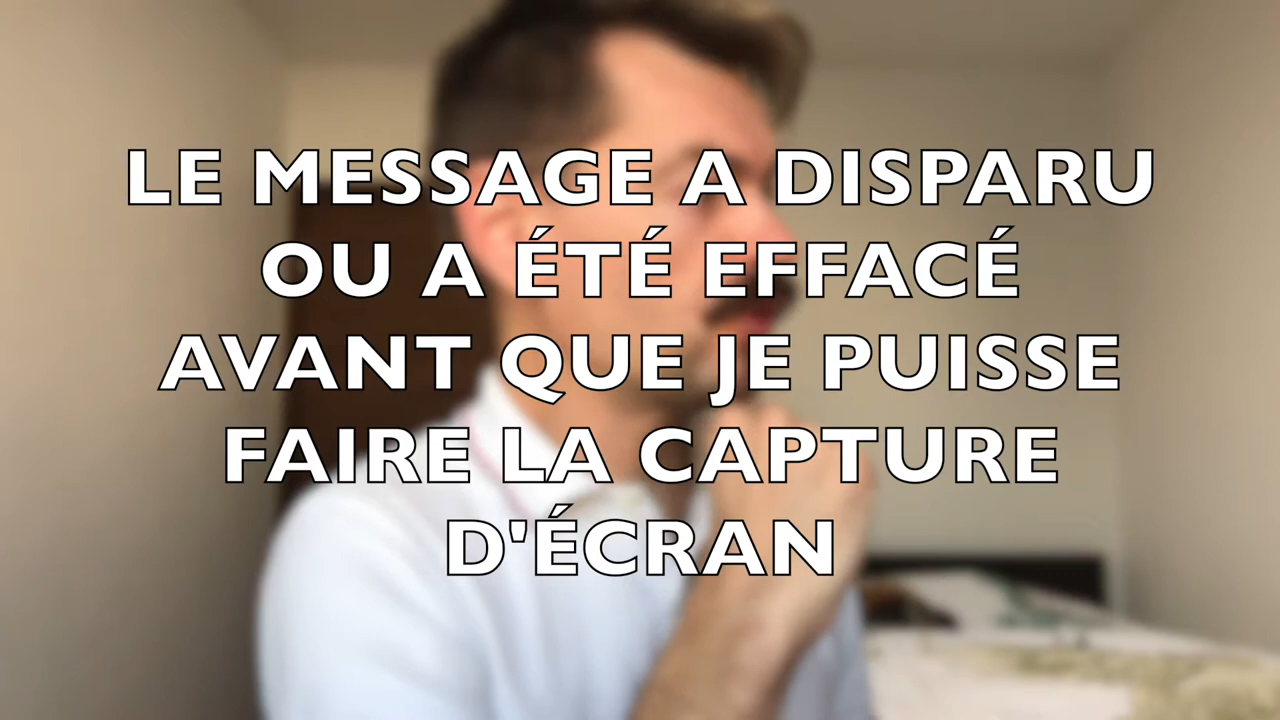 LE MESSAGE A DISPARU
OU A ÉTÉ EFFACÉ
AVANT QUE JE PUISSE
FAIRE LA CAPTURE
D'ÉCRAN